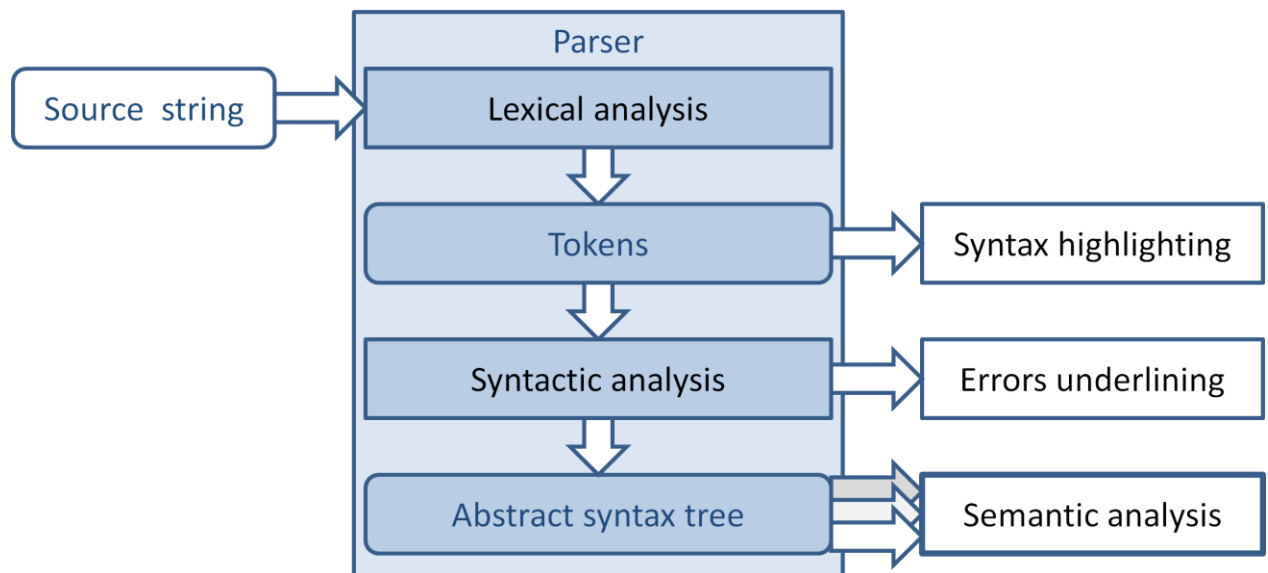 Parser
Source string
Lexical analysis
Tokens
Syntax highlighting
Syntactic analysis
Errors underlining
Abstract syntax tree
Semantic analysis